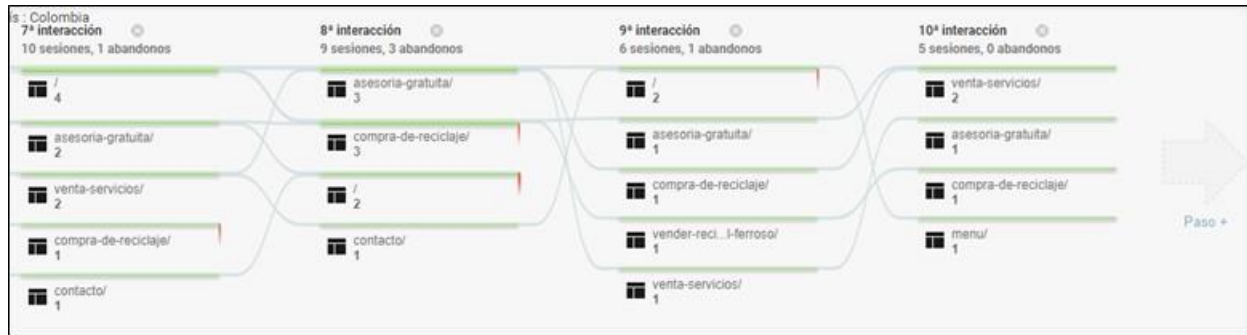 ís : Colombia
7ª interacción
10 sesiones, 1 abandonos
/
4
asesoria-gratuita/
2
venta-servicios/
2
compra-de-reciclaje/
1
contacto/
1
8ª interacción
9 sesiones, 3 abandonos
asesoria-gratuita/
3
compra-de-reciclaje/
3
/
2
contacto/
1
9ª interacción
6 sesiones, 1 abandonos
/
2
asesoria-gratuita/
1
compra-de-reciclaje/
1
vender-reci...l-ferroso/
1
venta-servicios/
1
10ª interacción
5 sesiones, 0 abandonos
venta-servicios/
2
asesoria-gratuita/
1
compra-de-reciclaje/
1
menu/
1
Paso +